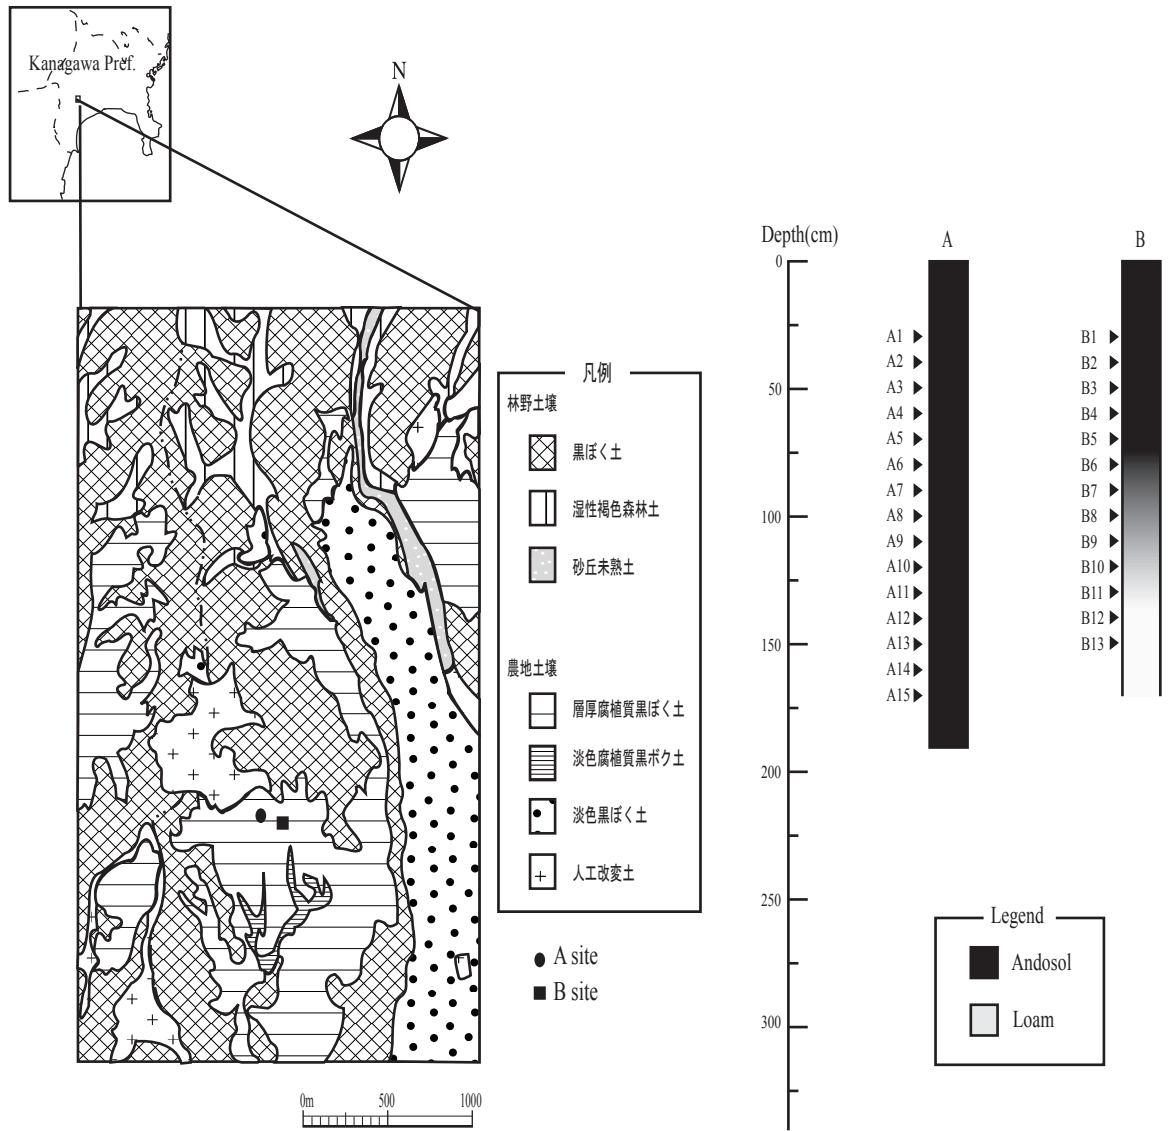 Kanagawa Pref.
N
凡例
林野土壌
黒ぼく土
湿性褐色森林土
砂丘未熟土
農地土壌
層厚腐植質黒ぼく土
淡色腐植質黒ボク土
淡色黒ぼく土
人工改変土
A site
B site
0m 500 1000
Depth(cm)
0
50
100
150
200
250
300
A
A1
A2
A3
A4
A5
A6
A7
A8
A9
A10
A11
A12
A13
A14
A15
B
B1
B2
B3
B4
B5
B6
B7
B8
B9
B10
B11
B12
B13
Legend
Andosol
Loam